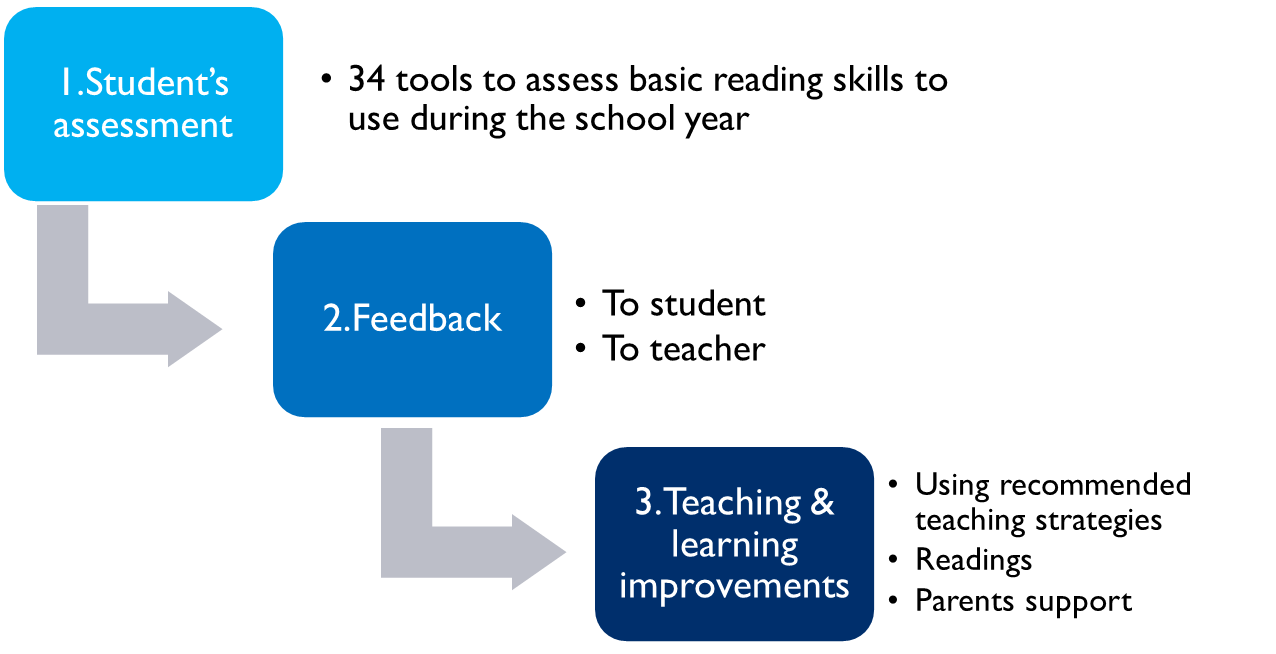 1.Student’s
assessment
• 34 tools to assess basic reading skills to
use during the school year
2.Feedback
• To student
• To teacher
3.Teaching &
learning
improvements
• Using recommended
teaching strategies
• Readings
• Parents support